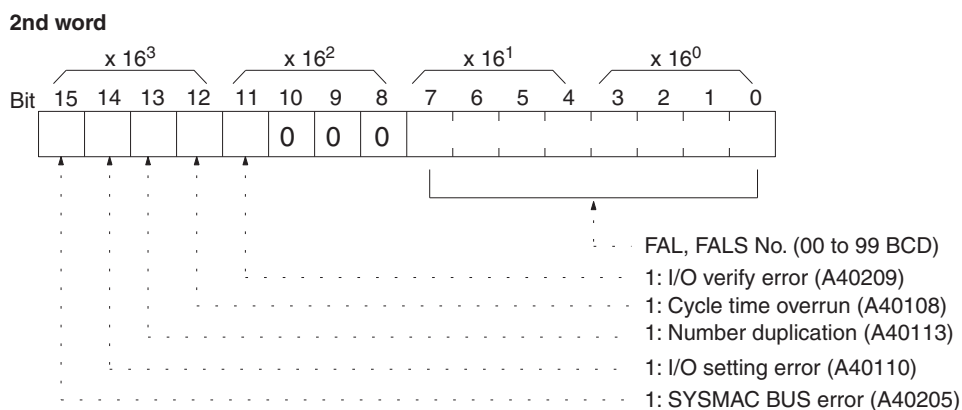 2nd word
x 16³ x 16² x 16¹ x 16⁰
Bit 15 14 13 12 11 10 9 8 7 6 5 4 3 2 1 0
0 0 0
FAL, FALS No. (00 to 99 BCD)
1: I/O verify error (A40209)
1: Cycle time overrun (A40108)
1: Number duplication (A40113)
1: I/O setting error (A40110)
1: SYSMAC BUS error (A40205)